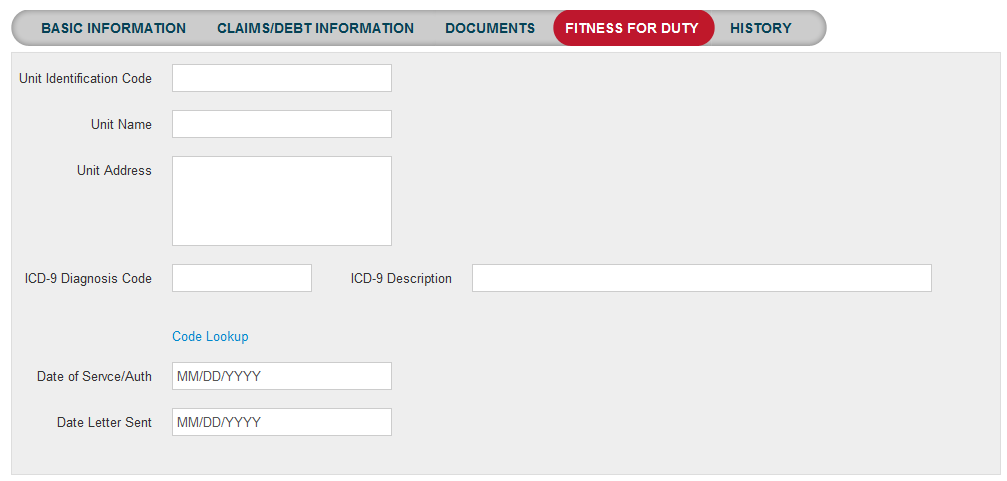 BASIC INFORMATION CLAIMS/DEBT INFORMATION DOCUMENTS FITNESS FOR DUTY HISTORY
Unit Identification Code
Unit Name
Unit Address
ICD-9 Diagnosis Code ICD-9 Description
Code Lookup
Date of Servce/Auth MM/DD/YYYY
Date Letter Sent MM/DD/YYYY